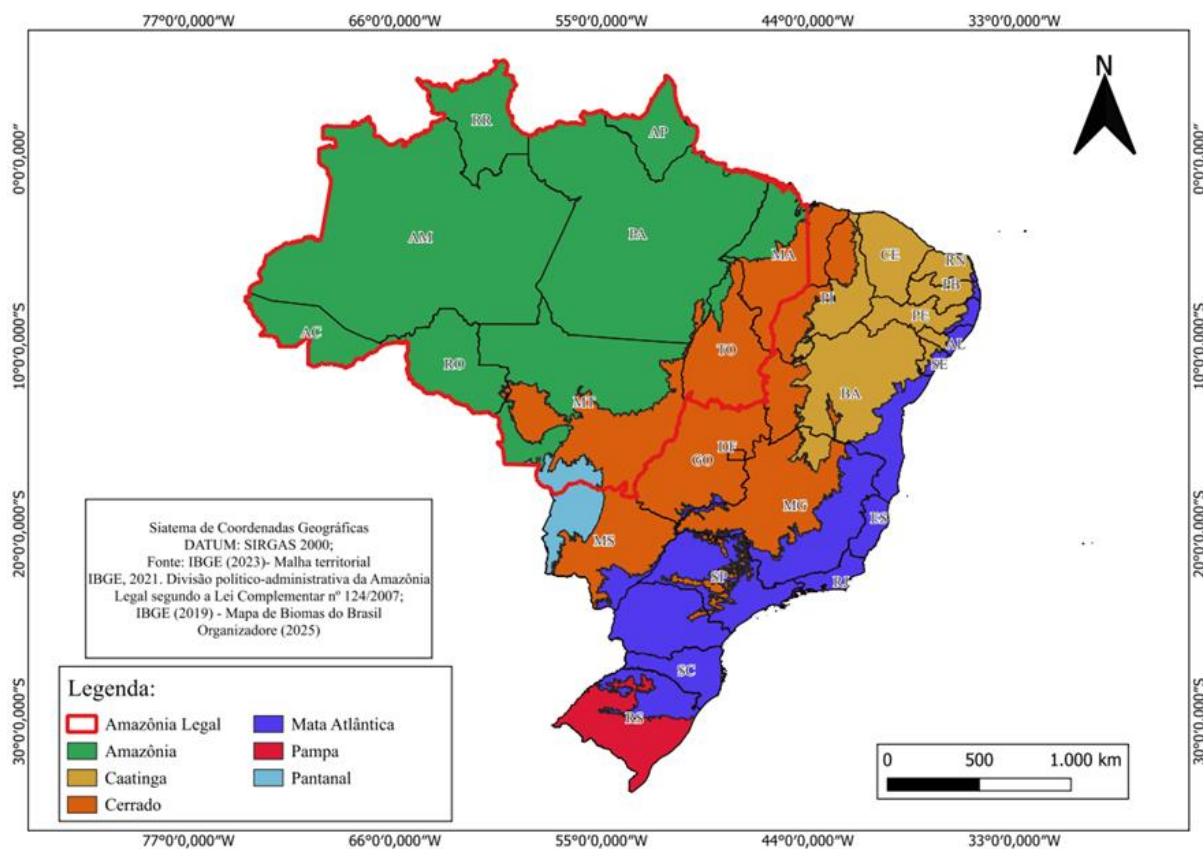 77°0'0,000"W 66°0'0,000"W 55°0'0,000"W 44°0'0,000"W 33°0'0,000"W
N
0°0'0,000" 0°0'0,000"
10°0'0,000"S 10°0'0,000"S
20°0'0,000"S 20°0'0,000"S
30°0'0,000"S 30°0'0,000"S
RR
AP
AM
PA
MA
CE
RN
PB
PI
PE
AC
AL
TO
SE
RO
BA
MT
DF
GO
MG
ES
MS
SP
RJ
SC
RS
Siatema de Coordenadas Geográficas
DATUM: SIRGAS 2000;
Fonte: IBGE (2023)- Malha territorial
IBGE, 2021. Divisão político-administrativa da Amazônia
Legal segundo a Lei Complementar nº 124/2007;
IBGE (2019) - Mapa de Biomas do Brasil
Organizadore (2025)
Legenda:
Amazônia Legal
Amazônia
Caatinga
Cerrado
Mata Atlântica
Pampa
Pantanal
0 500 1.000 km
77°0'0,000"W 66°0'0,000"W 55°0'0,000"W 44°0'0,000"W 33°0'0,000"W